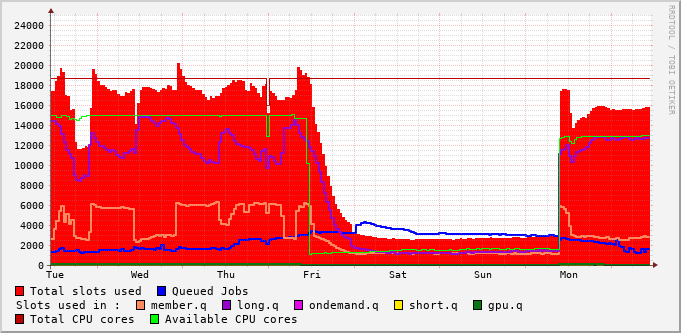 24000
22000
20000
18000
16000
14000
12000
10000
8000
6000
4000
2000
0
Tue Wed Thu Fri Sat Sun Mon
Total slots used Queued Jobs
Slots used in : member.q long.q ondemand.q short.q gpu.q
Total CPU cores Available CPU cores
RRDTOOL / TOBI OETIKER